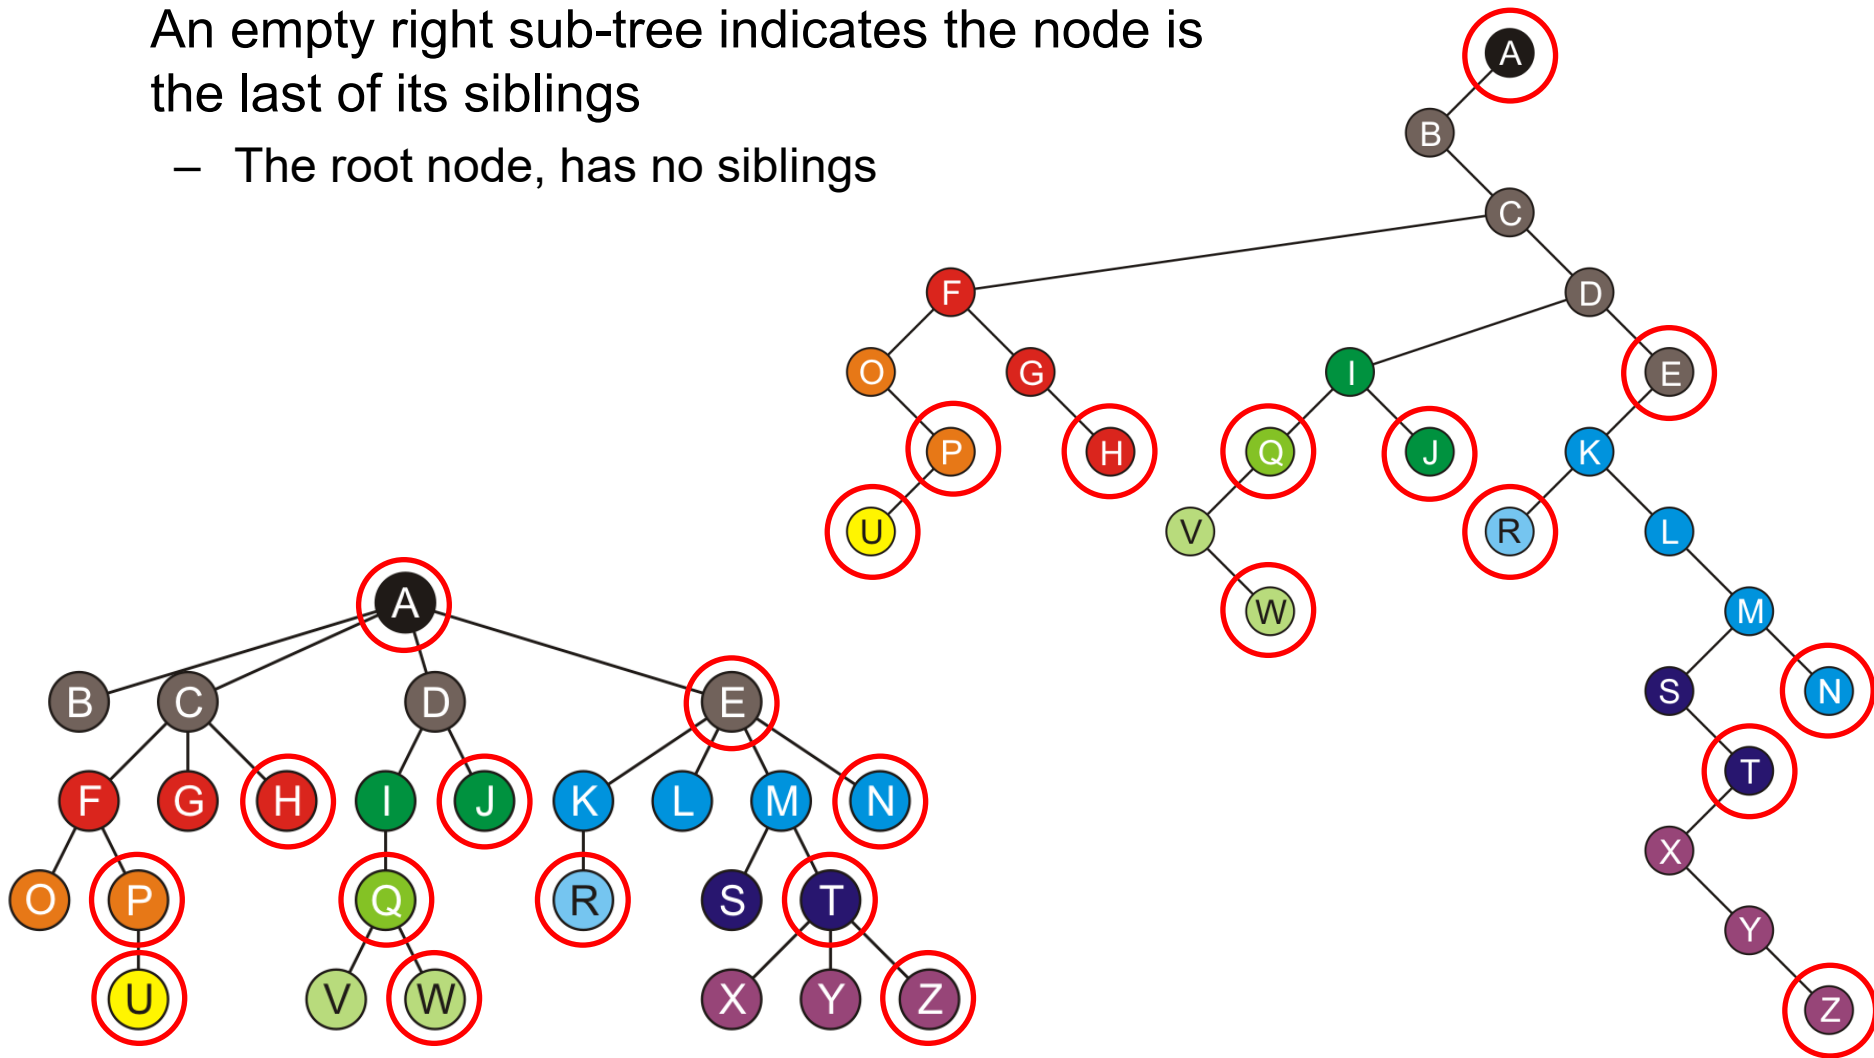 An empty right sub-tree indicates the node is
the last of its siblings
– The root node, has no siblings
A
B
C
F
D
O
G
I
E
P
H
Q
J
K
U
V
R
L
W
M
S
N
T
X
Y
Z
A
B
C
D
E
F
G
H
I
J
K
L
M
N
O
P
Q
R
S
T
U
V
W
X
Y
Z